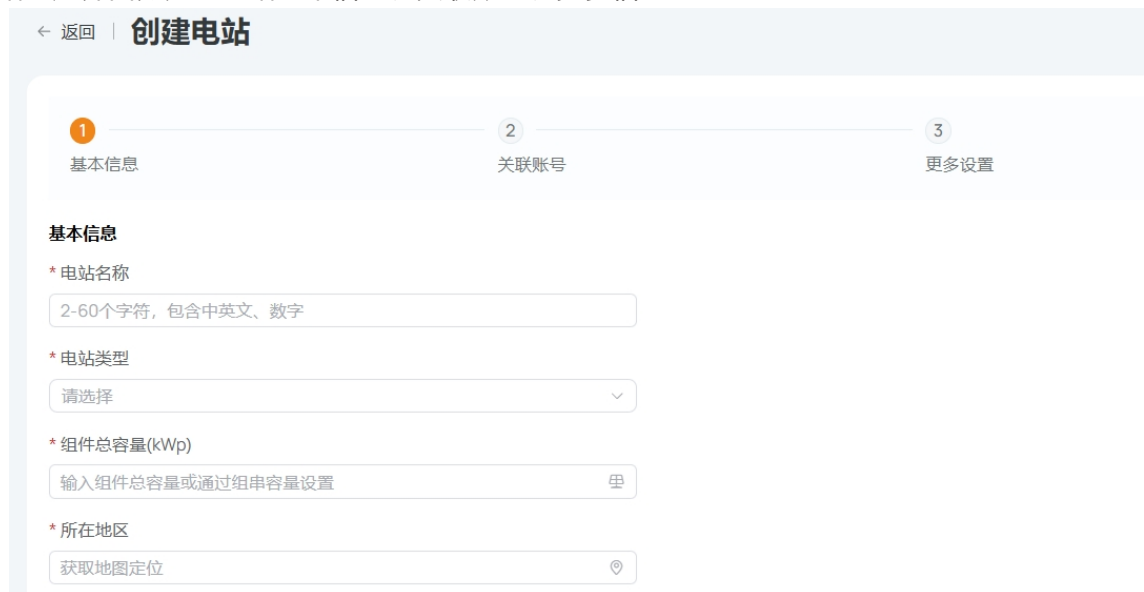 ← 返回 | 创建电站
1 2 3
基本信息 关联账号 更多设置
基本信息
* 电站名称
2-60个字符，包含中英文、数字
* 电站类型
请选择
* 组件总容量(kWp)
输入组件总容量或通过组串容量设置
* 所在地区
获取地图定位